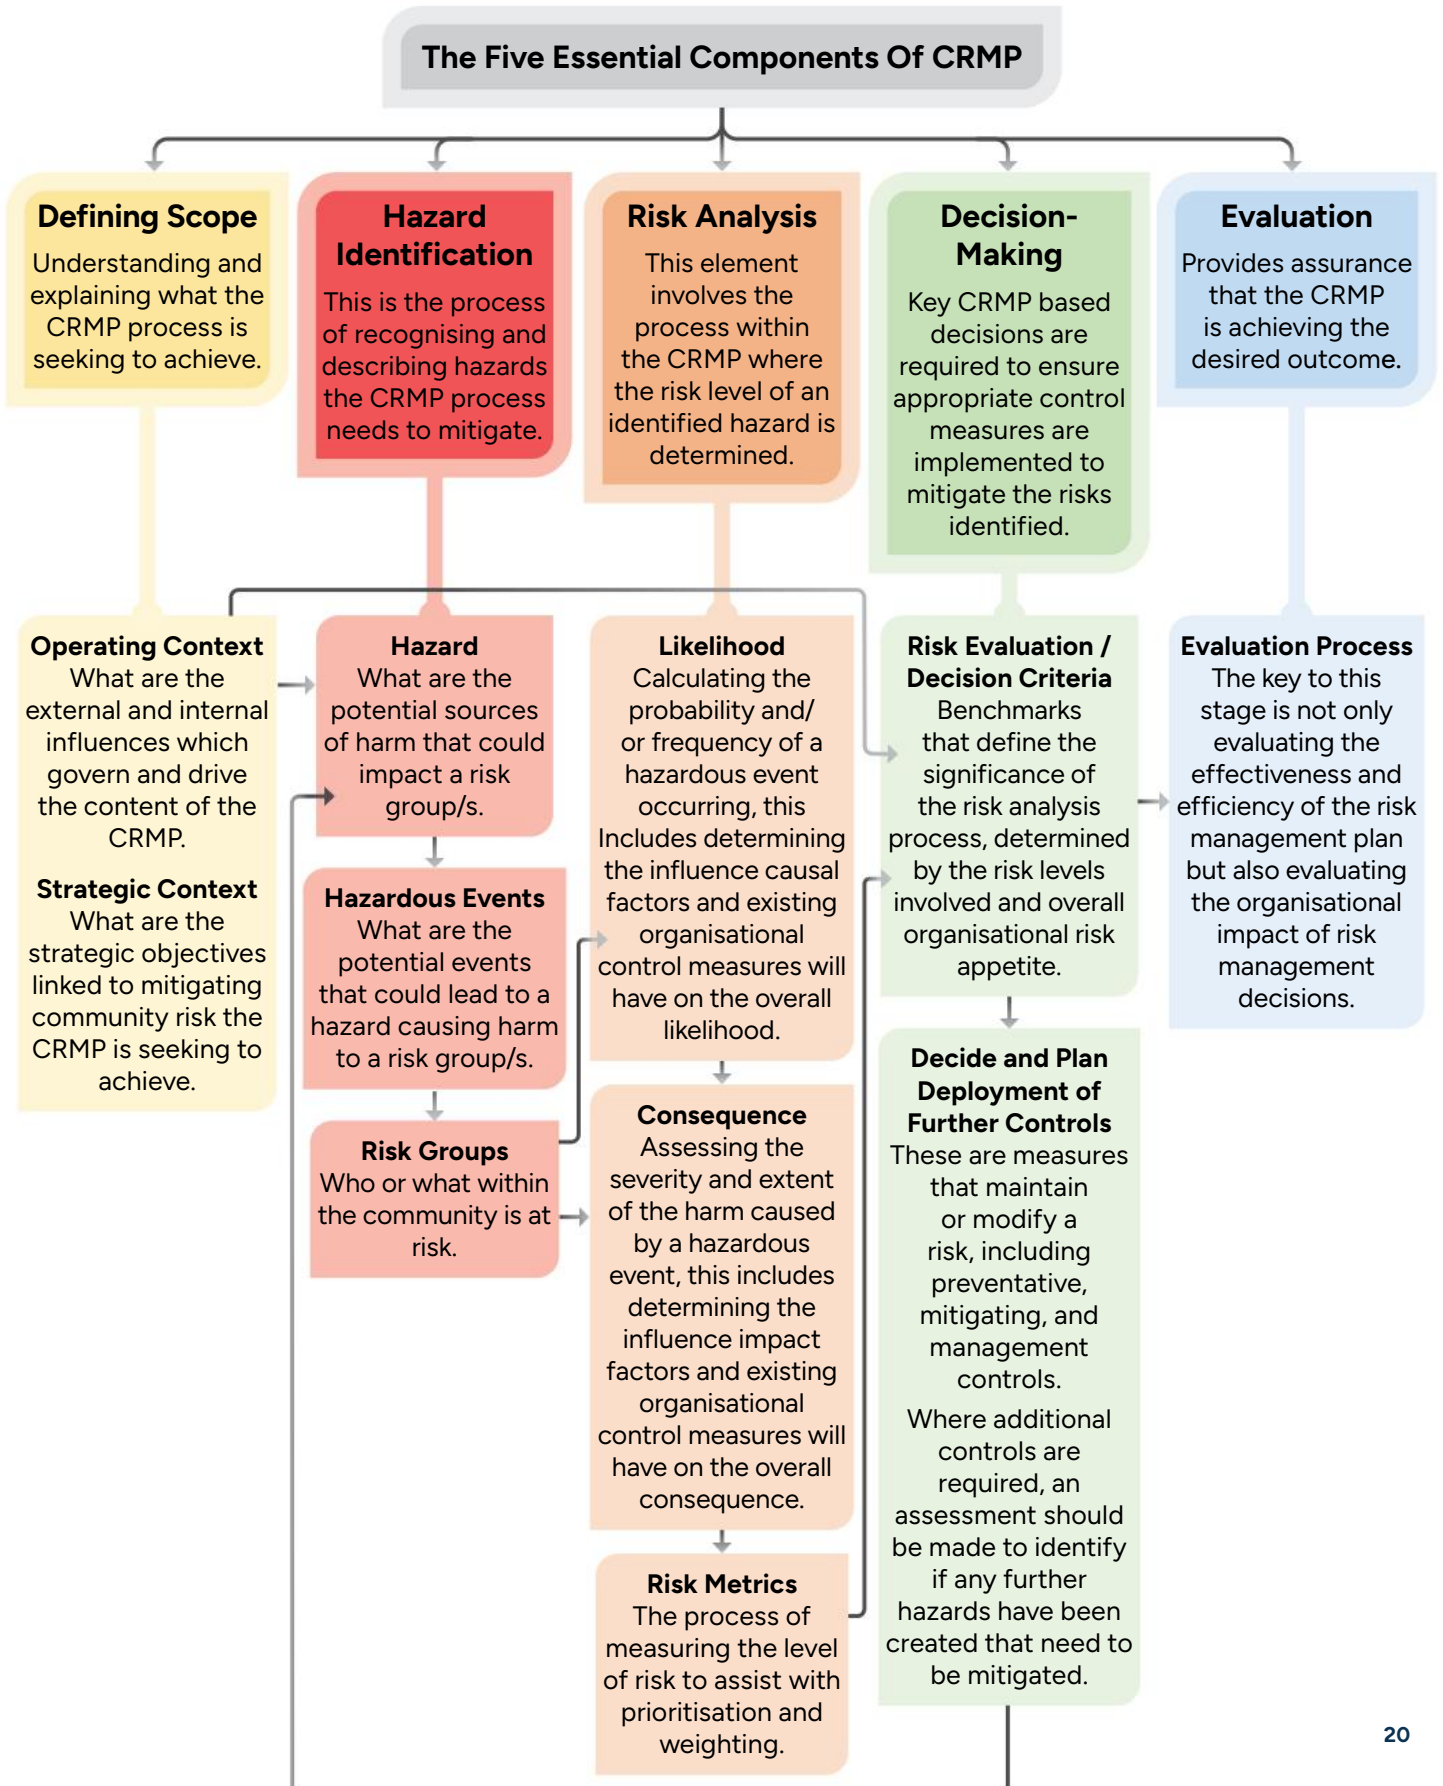 The Five Essential Components Of CRMP
Defining Scope
Understanding and
explaining what the
CRMP process is
seeking to achieve.
Hazard
Identification
This is the process
of recognising and
describing hazards
the CRMP process
needs to mitigate.
Risk Analysis
This element
involves the
process within
the CRMP where
the risk level of an
identified hazard is
determined.
Decision-
Making
Key CRMP based
decisions are
required to ensure
appropriate control
measures are
implemented to
mitigate the risks
identified.
Evaluation
Provides assurance
that the CRMP
is achieving the
desired outcome.
Operating Context
What are the
external and internal
influences which
govern and drive
the content of the
CRMP.
Strategic Context
What are the
strategic objectives
linked to mitigating
community risk the
CRMP is seeking to
achieve.
Hazard
What are the
potential sources
of harm that could
impact a risk
group/s.
Hazardous Events
What are the
potential events
that could lead to a
hazard causing harm
to a risk group/s.
Risk Groups
Who or what within
the community is at
risk.
Likelihood
Calculating the
probability and/
or frequency of a
hazardous event
occurring, this
Includes determining
the influence causal
factors and existing
organisational
control measures will
have on the overall
likelihood.
Consequence
Assessing the
severity and extent
of the harm caused
by a hazardous
event, this includes
determining the
influence impact
factors and existing
organisational
control measures will
have on the overall
consequence.
Risk Metrics
The process of
measuring the level
of risk to assist with
prioritisation and
weighting.
Risk Evaluation /
Decision Criteria
Benchmarks
that define the
significance of
the risk analysis
process, determined
by the risk levels
involved and overall
organisational risk
appetite.
Decide and Plan
Deployment of
Further Controls
These are measures
that maintain
or modify a
risk, including
preventative,
mitigating, and
management
controls.
Where additional
controls are
required, an
assessment should
be made to identify
if any further
hazards have been
created that need to
be mitigated.
Evaluation Process
The key to this
stage is not only
evaluating the
effectiveness and
efficiency of the risk
management plan
but also evaluating
the organisational
impact of risk
management
decisions.
20